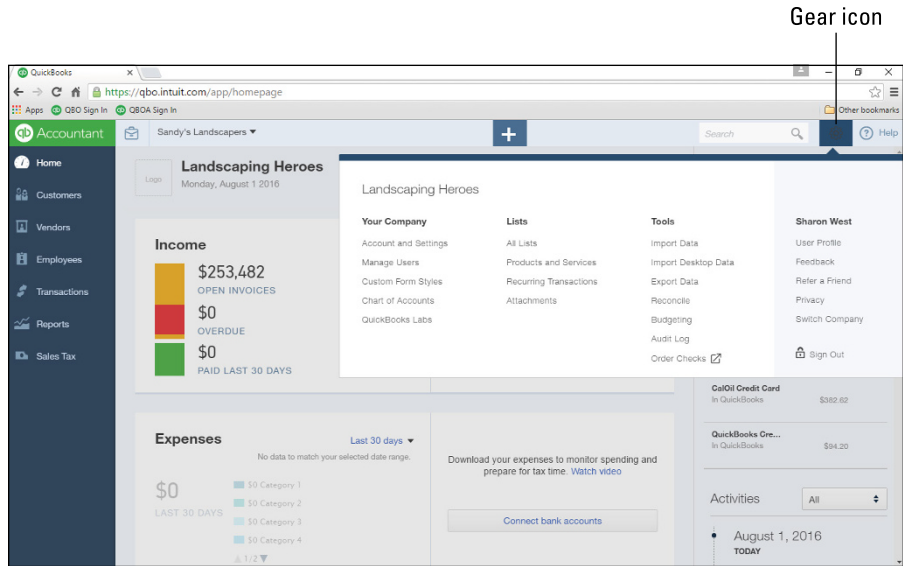 Gear icon
QuickBooks
https://qbo.intuit.com/app/homepage
Apps QBO Sign In QBOA Sign In Other bookmarks
qb Accountant Sandy's Landscapers Search Help
Home
Customers
Vendors
Employees
Transactions
Reports
Sales Tax
Logo
Landscaping Heroes
Monday, August 1 2016
Income
$253,482
OPEN INVOICES
$0
OVERDUE
$0
PAID LAST 30 DAYS
Landscaping Heroes
Your Company
Account and Settings
Manage Users
Custom Form Styles
Chart of Accounts
QuickBooks Labs
Lists
All Lists
Products and Services
Recurring Transactions
Attachments
Tools
Import Data
Import Desktop Data
Export Data
Reconcile
Budgeting
Audit Log
Order Checks
Sharon West
User Profile
Feedback
Refer a Friend
Privacy
Switch Company
Sign Out
Expenses
Last 30 days
No data to match your selected date range.
$0
LAST 30 DAYS
$0 Category 1
$0 Category 2
$0 Category 3
$0 Category 4
1/2
Download your expenses to monitor spending and
prepare for tax time. Watch video
Connect bank accounts
CalOil Credit Card
In QuickBooks $382.62
QuickBooks Cre...
In QuickBooks $94.20
Activities All
August 1, 2016
TODAY